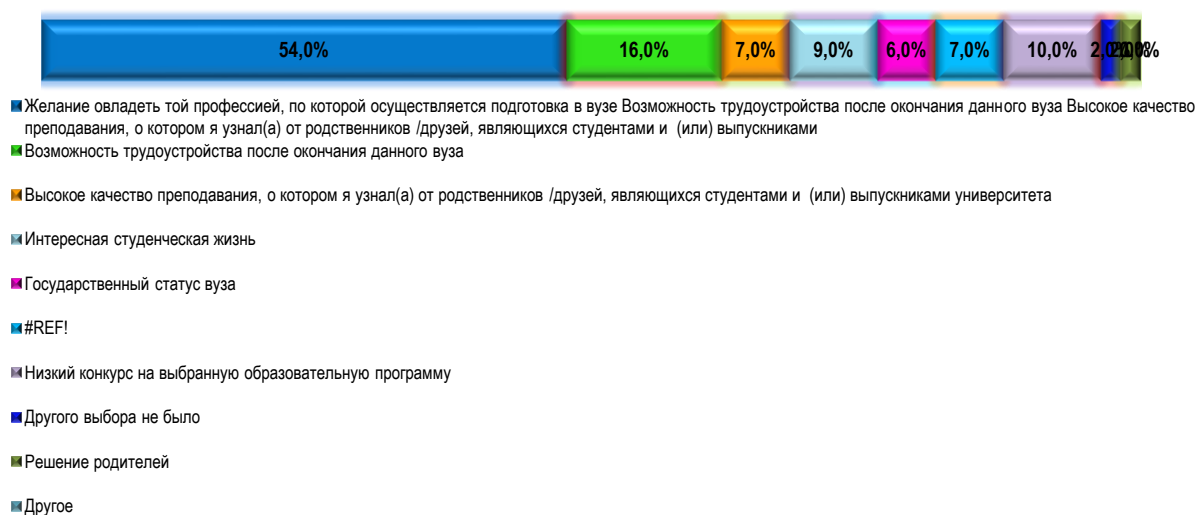 54,0% 16,0% 7,0% 9,0% 6,0% 7,0% 10,0% 2,0%
Желание овладеть той профессией, по которой осуществляется подготовка в вузе Возможность трудоустройства после окончания данного вуза Высокое качество
преподавания, о котором я узнал(а) от родственников /друзей, являющихся студентами и (или) выпускниками
Возможность трудоустройства после окончания данного вуза
Высокое качество преподавания, о котором я узнал(а) от родственников /друзей, являющихся студентами и (или) выпускниками университета
Интересная студенческая жизнь
Государственный статус вуза
#REF!
Низкий конкурс на выбранную образовательную программу
Другого выбора не было
Решение родителей
Другое